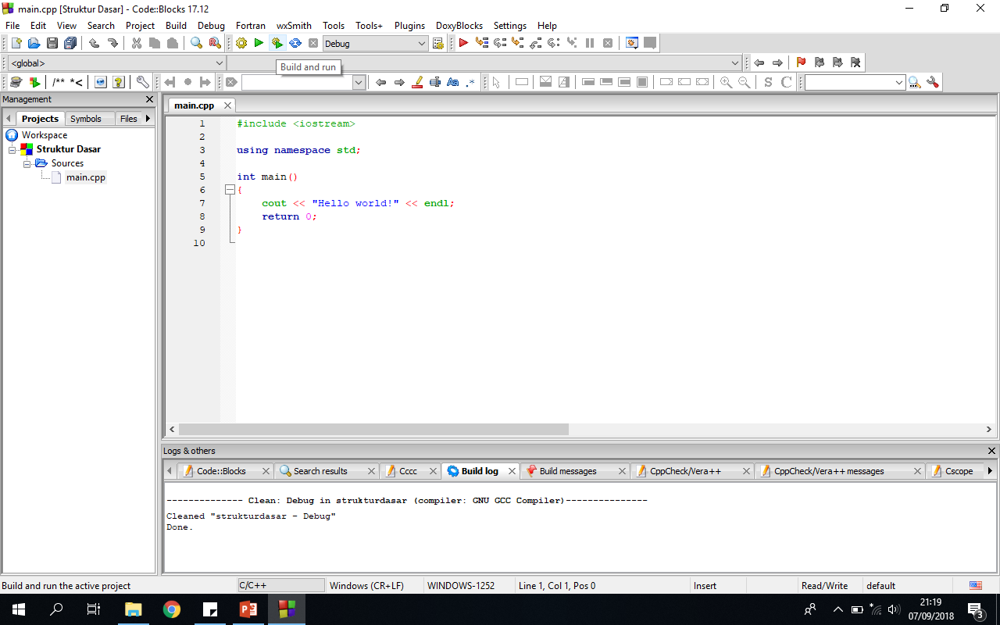 main.cpp [Struktur Dasar] - Code::Blocks 17.12
File Edit View Search Project Build Debug Fortran wxSmith Tools Tools+ Plugins DoxyBlocks Settings Help
Debug
<global>
Build and run
/** *<
Aa .*
S C
Management
Projects Symbols Files
Workspace
Struktur Dasar
Sources
main.cpp
main.cpp
1 #include <iostream>
2
3 using namespace std;
4
5 int main()
6 {
7 cout << "Hello world!" << endl;
8 return 0;
9 }
10
Logs & others
Code::Blocks Search results Cccc Build log Build messages CppCheck/Vera++ CppCheck/Vera++ messages Cscope
-------------- Clean: Debug in strukturdasar (compiler: GNU GCC Compiler)---------------
Cleaned "strukturdasar - Debug"
Done.
Build and run the active project C/C++ Windows (CR+LF) WINDOWS-1252 Line 1, Col 1, Pos 0 Insert Read/Write default
21:19
07/09/2018
3